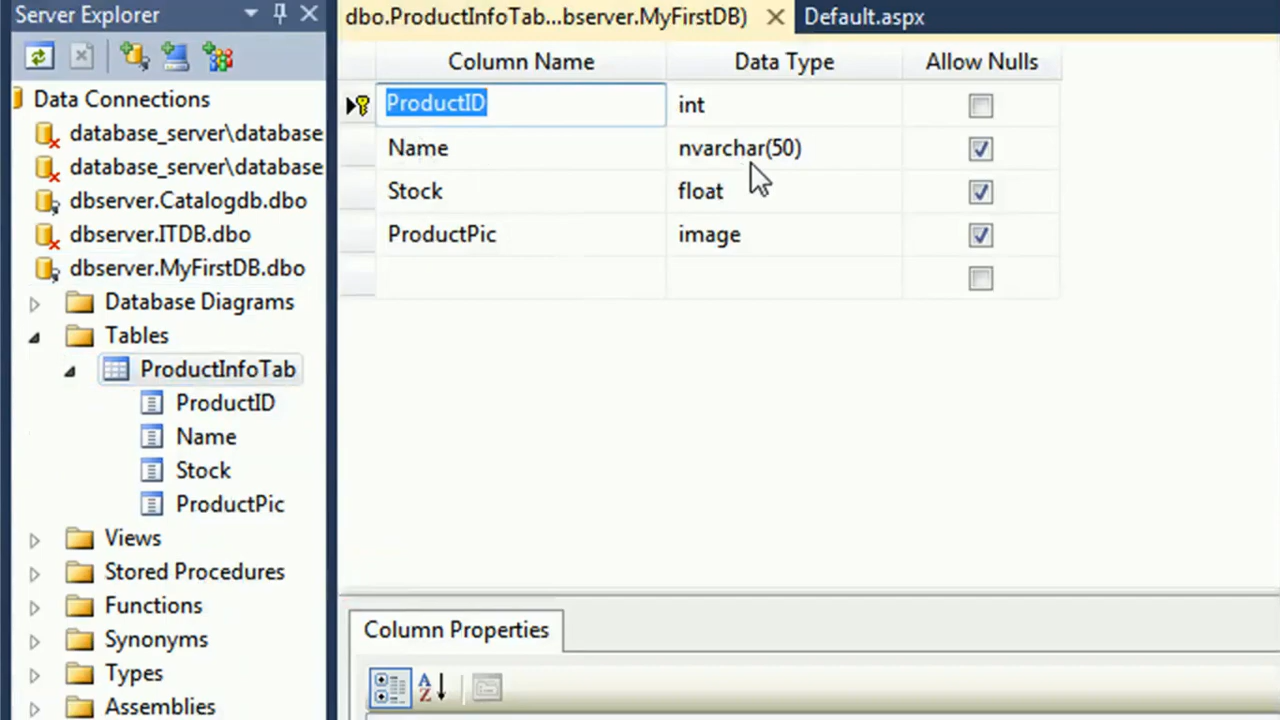 Server Explorer
Data Connections
database_server\database
database_server\database
dbserver.Catalogdb.dbo
dbserver.ITDB.dbo
dbserver.MyFirstDB.dbo
Database Diagrams
Tables
ProductInfoTab
ProductID
Name
Stock
ProductPic
Views
Stored Procedures
Functions
Synonyms
Types
Assemblies
dbo.ProductInfoTab...bserver.MyFirstDB) Default.aspx
Column Name Data Type Allow Nulls
ProductID int
Name nvarchar(50)
Stock float
ProductPic image
Column Properties